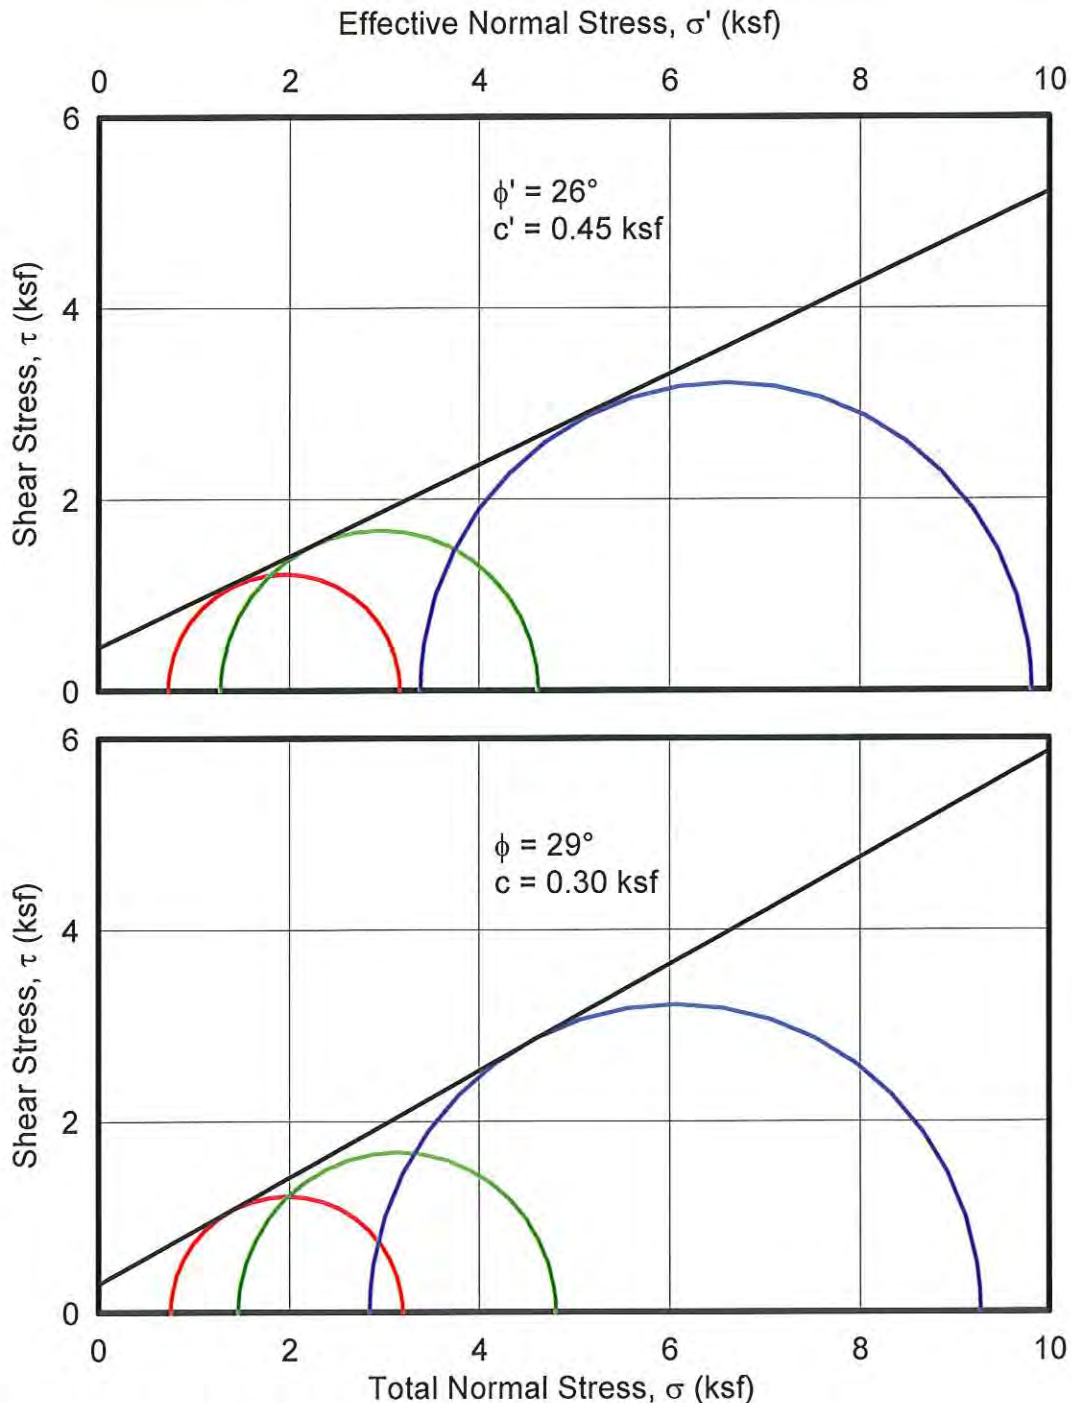 Effective Normal Stress, σ' (ksf)
0 2 4 6 8 10
6
ϕ' = 26°
c' = 0.45 ksf
4
Shear Stress, τ (ksf)
2
0
6
ϕ = 29°
c = 0.30 ksf
4
Shear Stress, τ (ksf)
2
0
0 2 4 6 8 10
Total Normal Stress, σ (ksf)